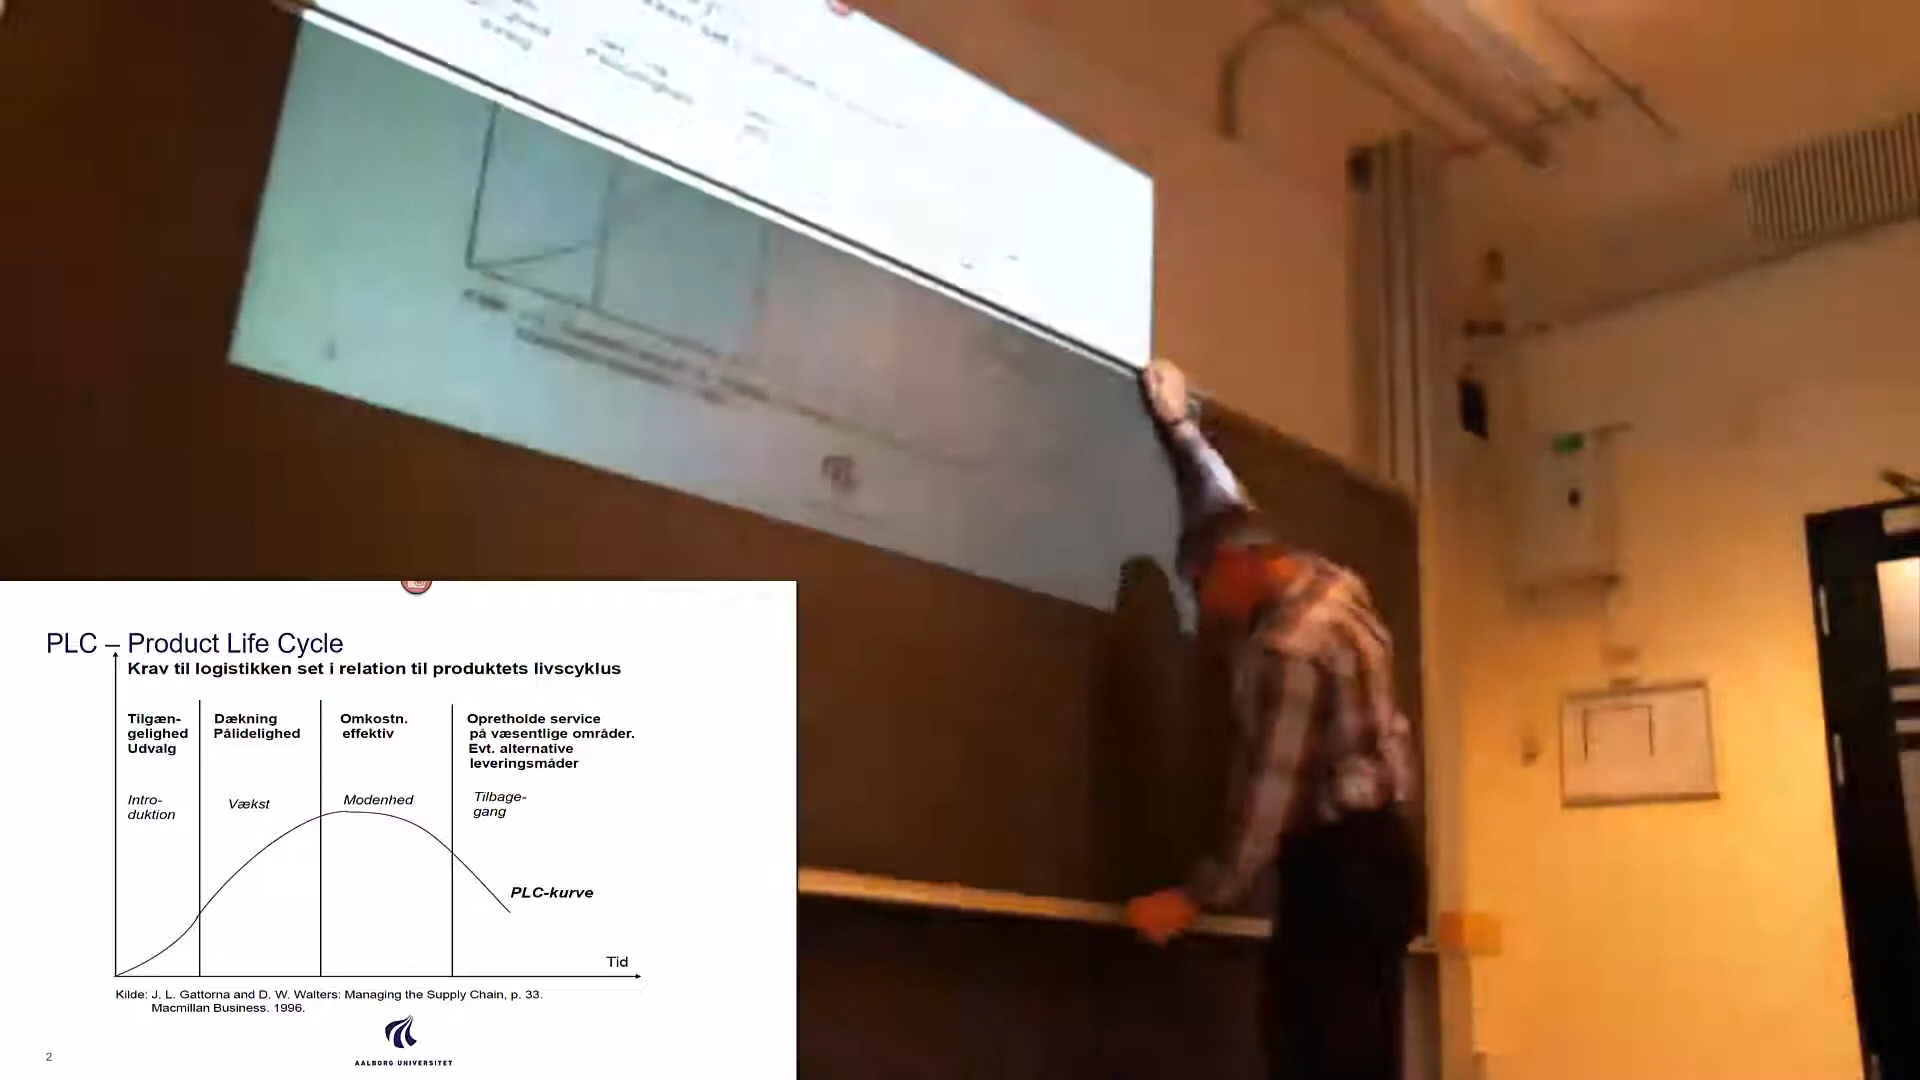 PLC – Product Life Cycle
Krav til logistikken set i relation til produktets livscyklus
Tilgæn-
gelighed
Udvalg
Dækning
Pålidelighed
Omkostn.
effektiv
Opretholde service
på væsentlige områder.
Evt. alternative
leveringsmåder
Intro-
duktion
Vækst
Modenhed
Tilbage-
gang
PLC-kurve
Tid
Kilde: J. L. Gattorna and D. W. Walters: Managing the Supply Chain, p. 33.
Macmillan Business. 1996.
2
AALBORG UNIVERSITET